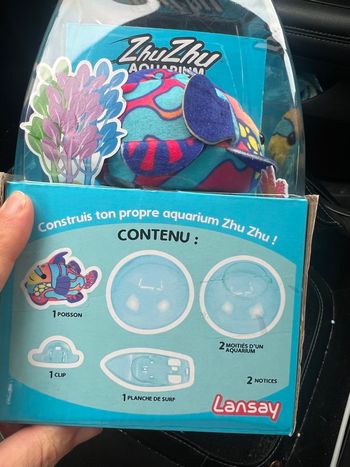 ZhuZhu
AQUARIUM
Construis ton propre aquarium Zhu Zhu !
CONTENU :
1 POISSON
2 MOITIÉS D'UN
AQUARIUM
1 CLIP
1 PLANCHE DE SURF
2 NOTICES
Lansay